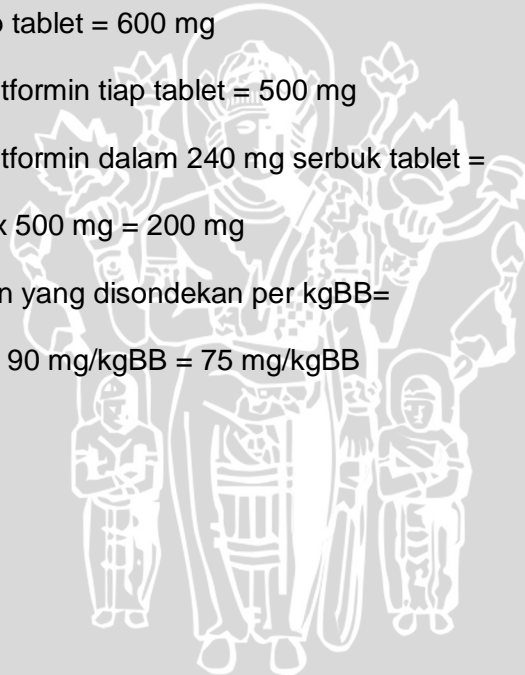 tablet = 600 mg
tformin tiap tablet = 500 mg
tformin dalam 240 mg serbuk tablet =
x 500 mg = 200 mg
n yang disondekan per kgBB=
90 mg/kgBB = 75 mg/kgBB